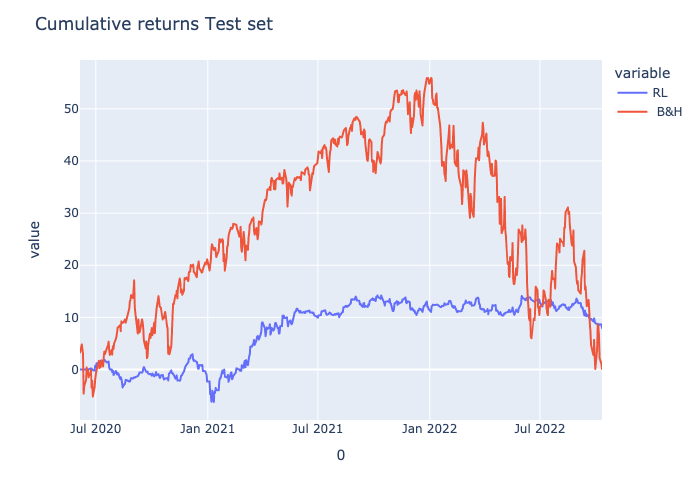 Cumulative returns Test set
variable
RL
B&H
value
50
40
30
20
10
0
Jul 2020
Jan 2021
Jul 2021
Jan 2022
Jul 2022
0